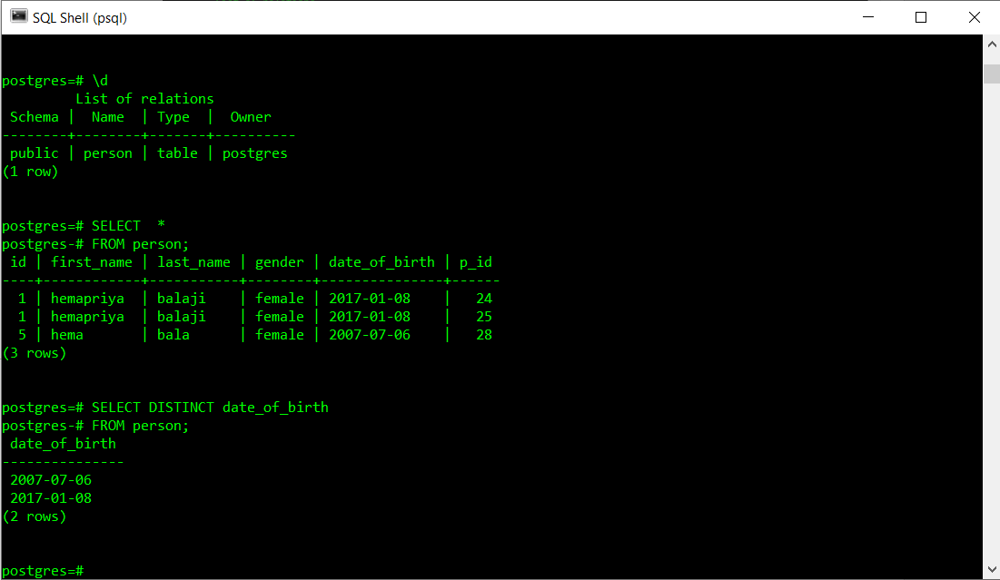 SQL Shell (psql)
postgres=# \d
         List of relations
 Schema |  Name  | Type  |  Owner
--------+--------+-------+----------
 public | person | table | postgres
(1 row)
postgres=# SELECT  *
postgres-# FROM person;
 id | first_name | last_name | gender | date_of_birth | p_id
----+------------+-----------+--------+---------------+------
  1 | hemapriya  | balaji    | female | 2017-01-08    |   24
  1 | hemapriya  | balaji    | female | 2017-01-08    |   25
  5 | hema       | bala      | female | 2007-07-06    |   28
(3 rows)
postgres=# SELECT DISTINCT date_of_birth
postgres-# FROM person;
 date_of_birth
---------------
 2007-07-06
 2017-01-08
(2 rows)
postgres=#